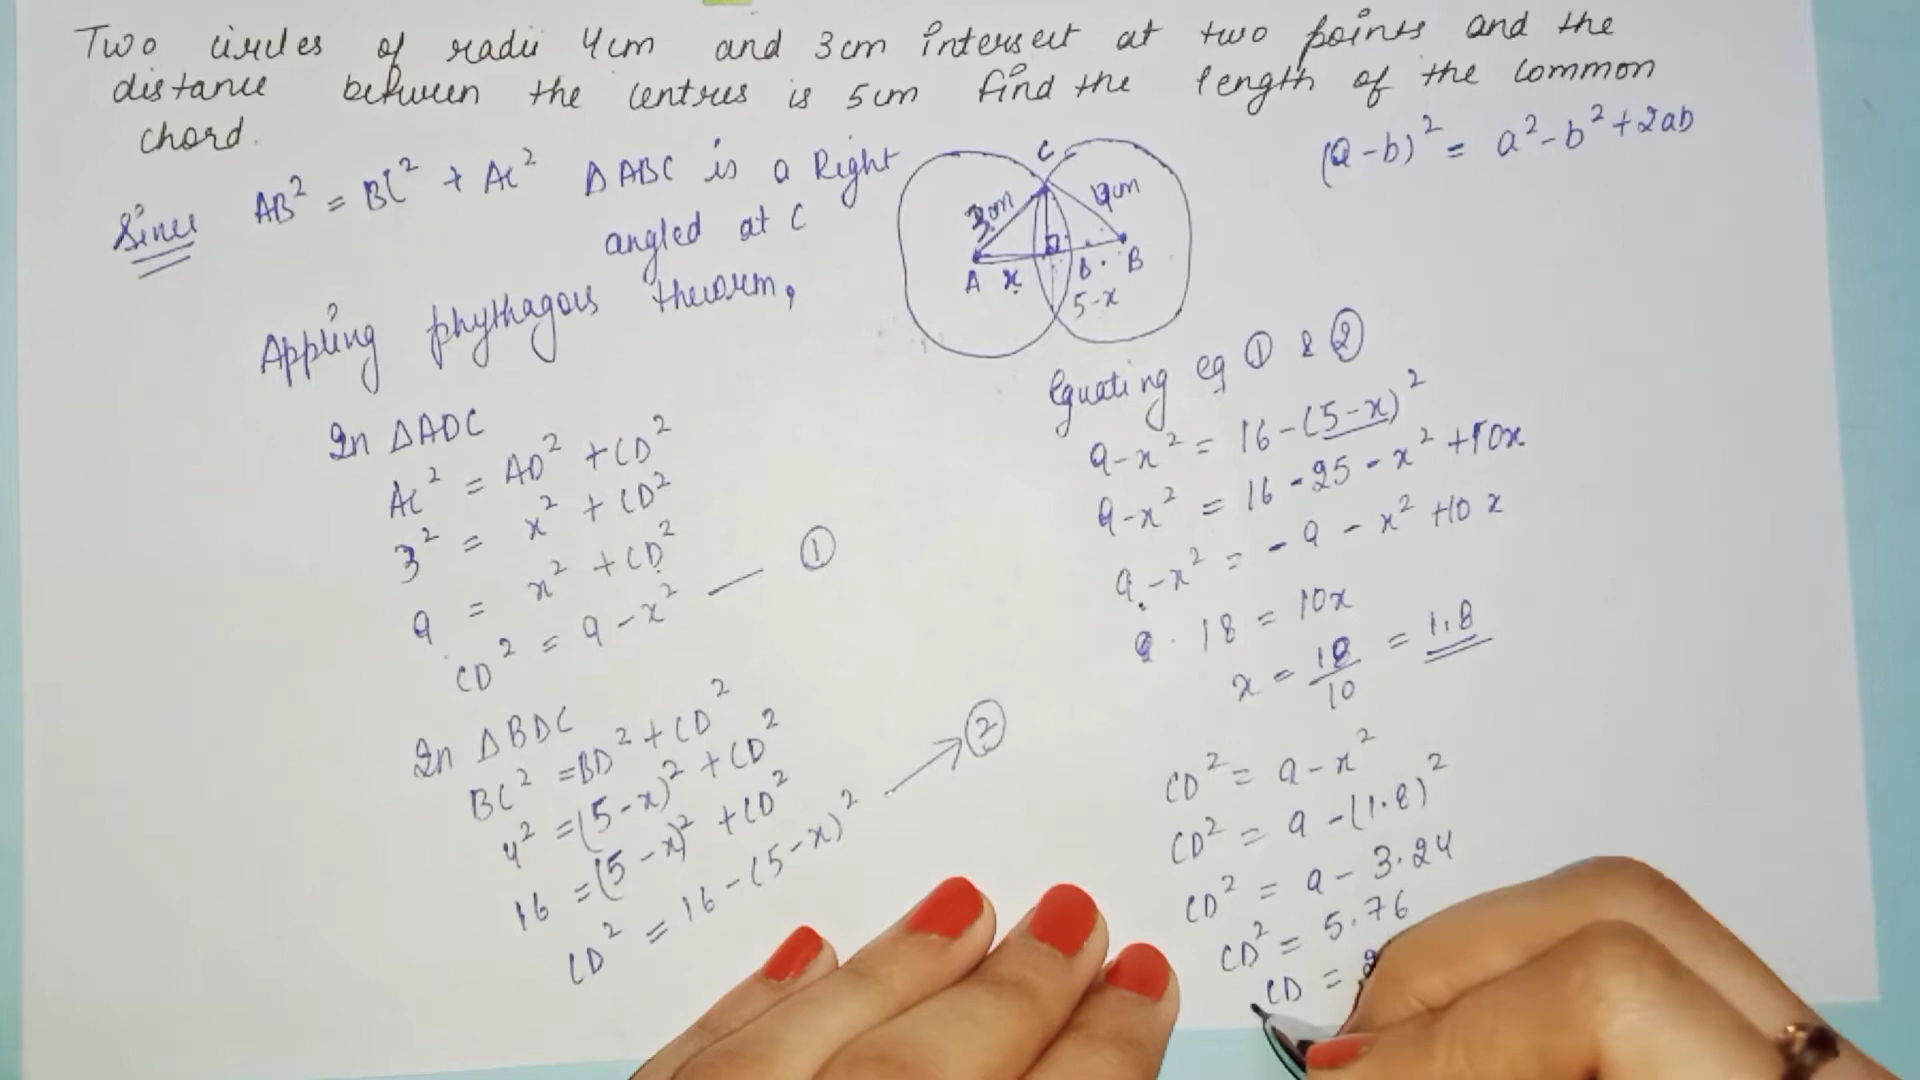 Two circles of radii 4cm and 3cm intersect at two points and the
distance between the centres is 5cm find the length of the common
chord.
(a-b)² = a²-b²+2ab
Since AB² = BC² + AC² ΔABC is a Right
angled at C
Appling phythagous theorm,
C
3cm
4cm
A x
B
5-x
In ΔADC
AC² = AD² + CD²
3² = x² + CD²
9 = x² + CD²
CD² = 9-x² — ①
In ΔBDC
BC² = BD² + CD²
4² = (5-x)² + CD²
16 = (5-x)² + CD²
CD² = 16-(5-x)² → ②
Equating eq ① & ②
9-x² = 16-(5-x)²
9-x² = 16-25-x²+10x
9-x² = -9-x²+10x
18 = 10x
x = 18/10 = 1.8
CD² = 9-x²
CD² = 9-(1.8)²
CD² = 9-3.24
CD² = 5.76
CD =